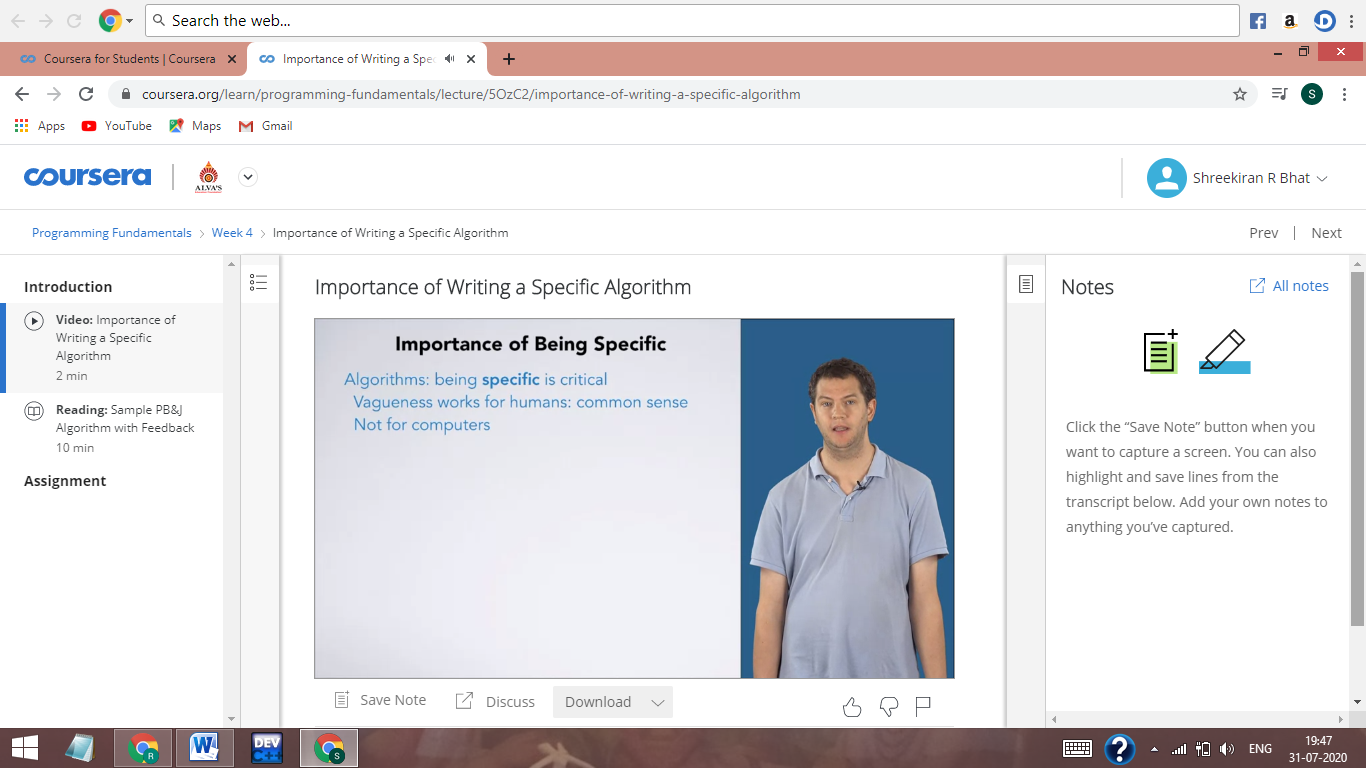 Search the web...
Coursera for Students | Coursera
Importance of Writing a Spec
coursera.org/learn/programming-fundamentals/lecture/5OzC2/importance-of-writing-a-specific-algorithm
Apps YouTube Maps Gmail
coursera
ALVA'S
Shreekiran R Bhat
Programming Fundamentals > Week 4 > Importance of Writing a Specific Algorithm
Prev | Next
Introduction
Video: Importance of
Writing a Specific
Algorithm
2 min
Reading: Sample PB&J
Algorithm with Feedback
10 min
Assignment
Importance of Writing a Specific Algorithm
Importance of Being Specific
Algorithms: being specific is critical
Vagueness works for humans: common sense
Not for computers
Save Note Discuss Download
Notes
All notes
Click the “Save Note” button when you
want to capture a screen. You can also
highlight and save lines from the
transcript below. Add your own notes to
anything you’ve captured.
R
W
DEV
C++
S
ENG
19:47
31-07-2020